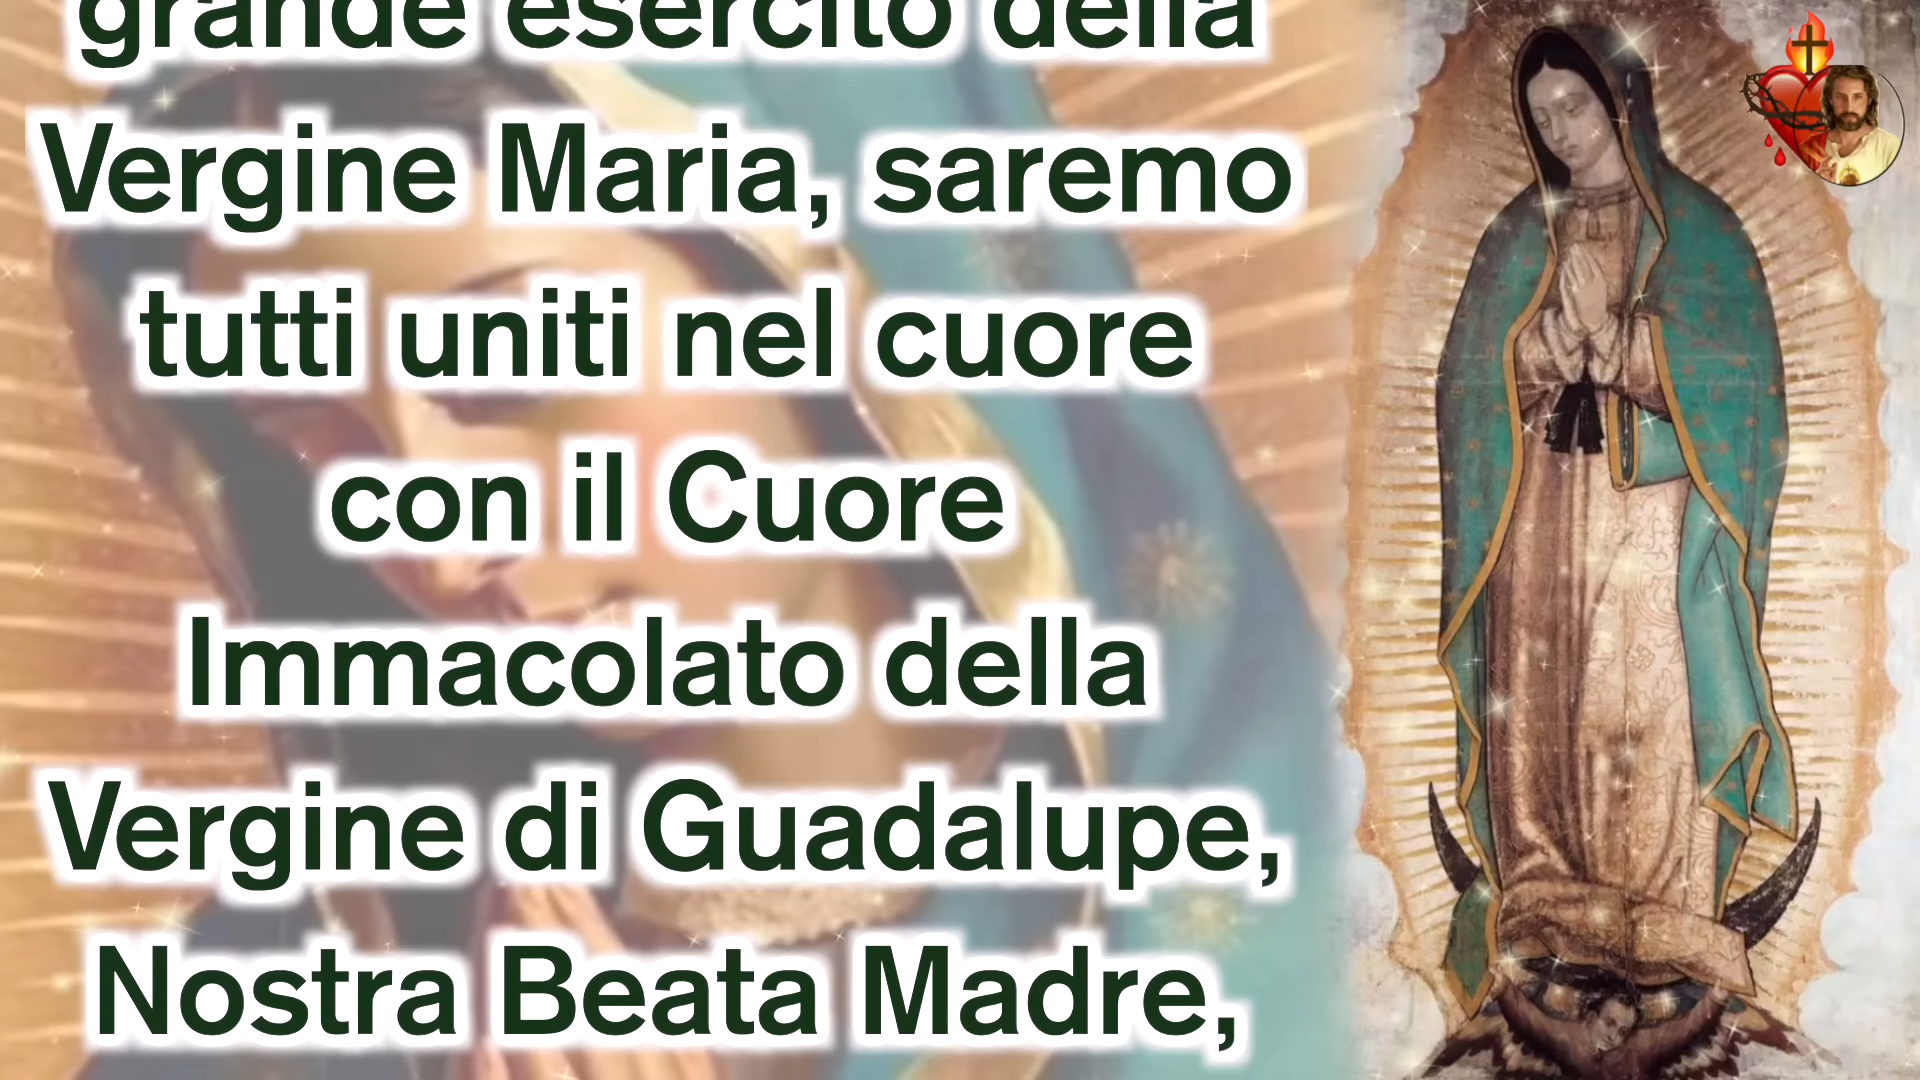 grande esercito della
Vergine Maria, saremo
tutti uniti nel cuore
con il Cuore
Immacolato della
Vergine di Guadalupe,
Nostra Beata Madre,